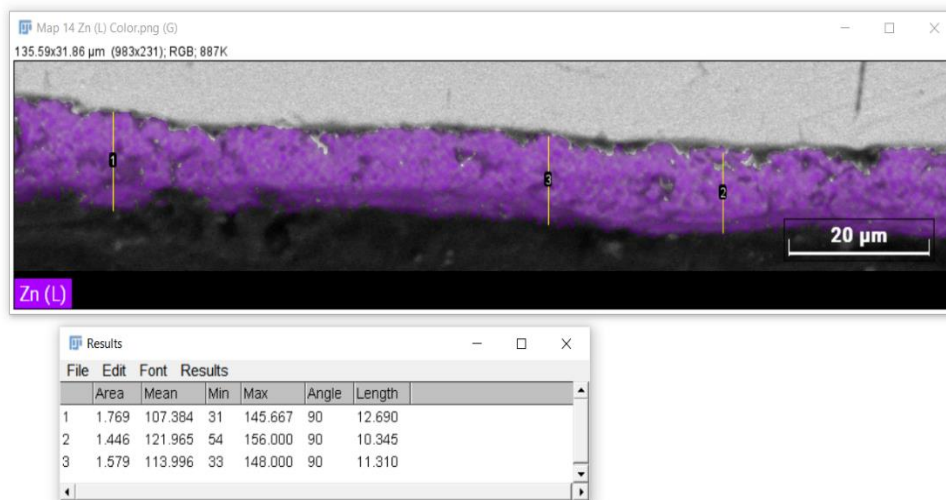 Map 14 Zn (L) Color.png (G)
135.59x31.86 µm (983x231); RGB; 887K
1
3
2
20 µm
Zn (L)
Results
File Edit Font Results
Area Mean Min Max Angle Length
1 1.769 107.384 31 145.667 90 12.690
2 1.446 121.965 54 156.000 90 10.345
3 1.579 113.996 33 148.000 90 11.310